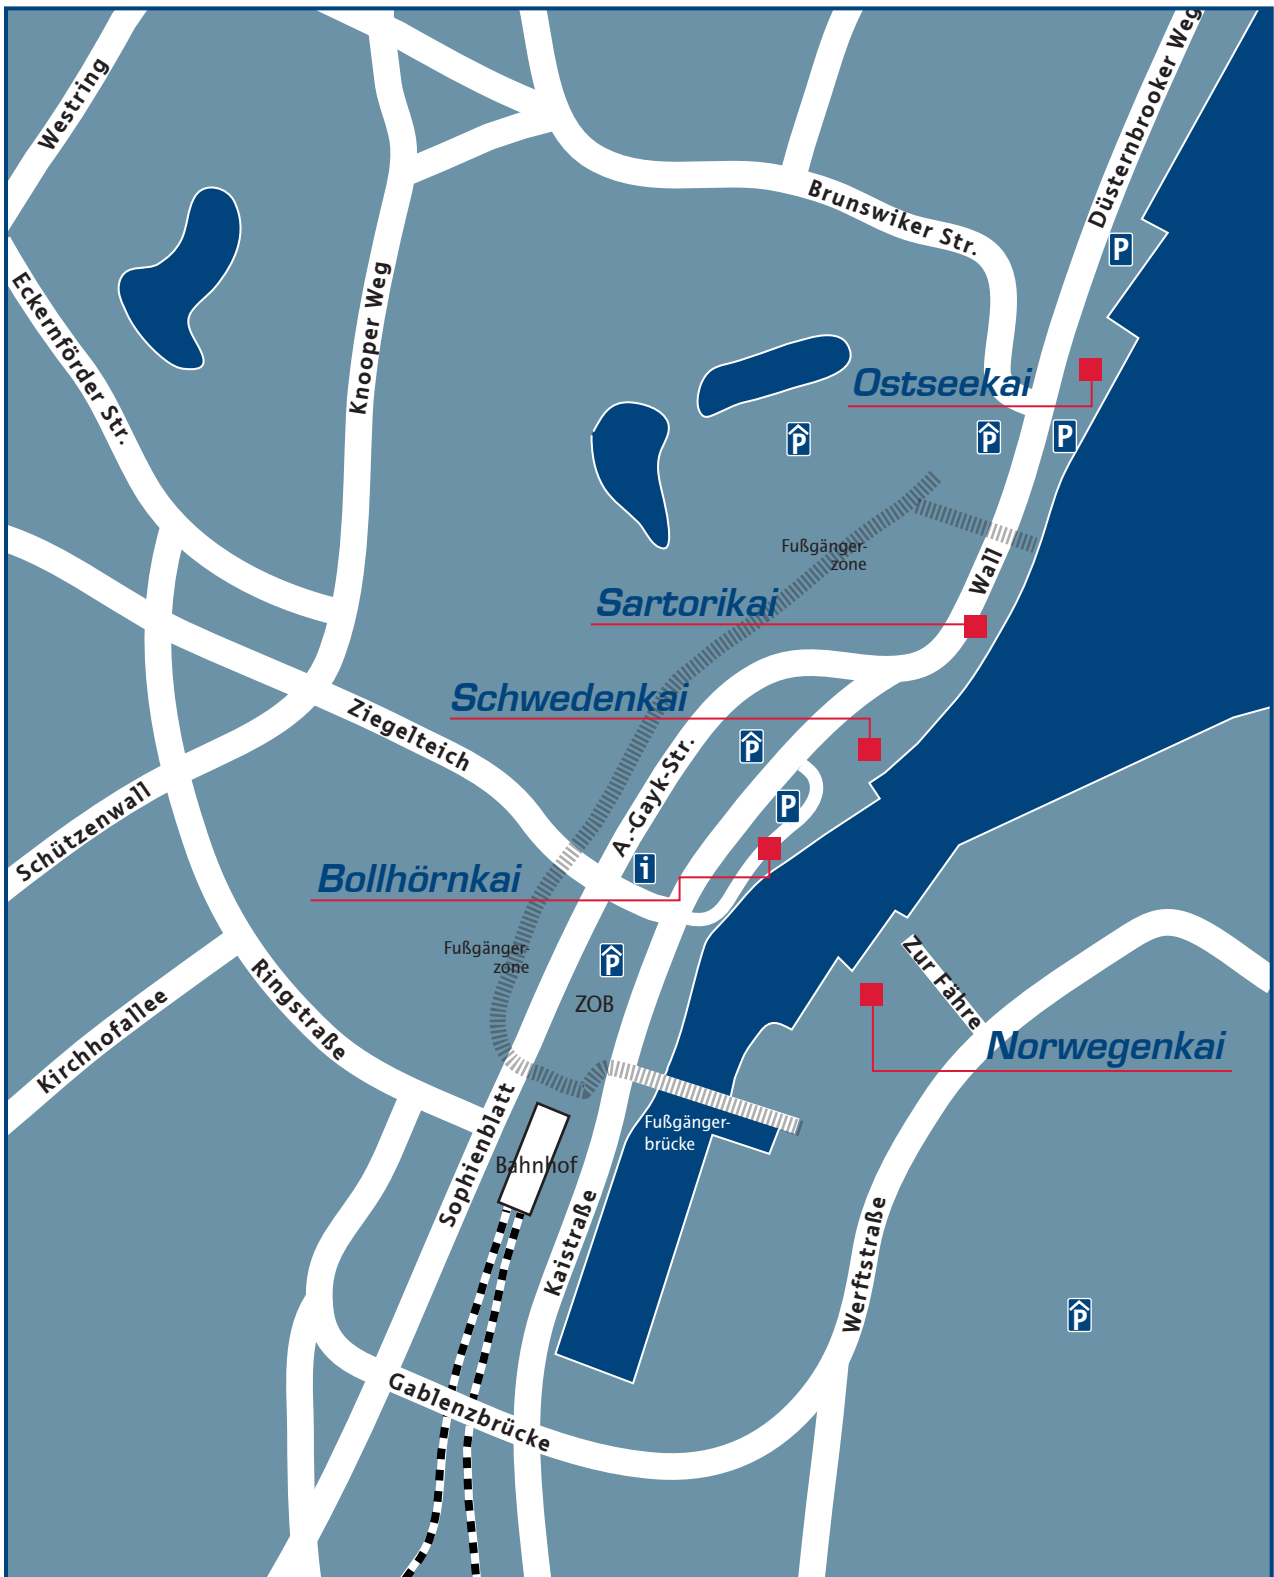 Düsternbrooker Weg
Westring
Brunswiker Str.
P
Eckernförder Str.
Knooper Weg
Ostseekai
P
P
P
Fußgänger-
zone
Wall
Sartorikai
Schwedenkai
Ziegelteich
A.-Gayk-Str.
P
Schützenwall
P
i
Bollhörnkai
Fußgänger-
zone
P
ZOB
Zur Fähre
Ringstraße
Kirchhofallee
Norwegenkai
Sophienblatt
Fußgänger-
brücke
Bahnhof
Kaistraße
Werftstraße
P
Gablenzbrücke